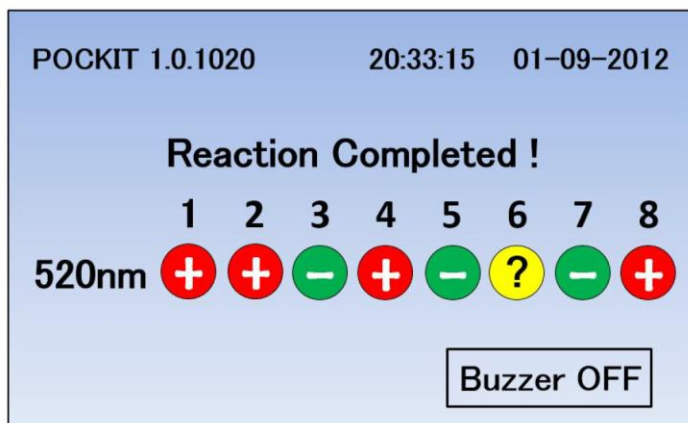 POCKIT 1.0.1020 20:33:15 01-09-2012
Reaction Completed !
1 2 3 4 5 6 7 8
520nm + + − + − ? − +
Buzzer OFF